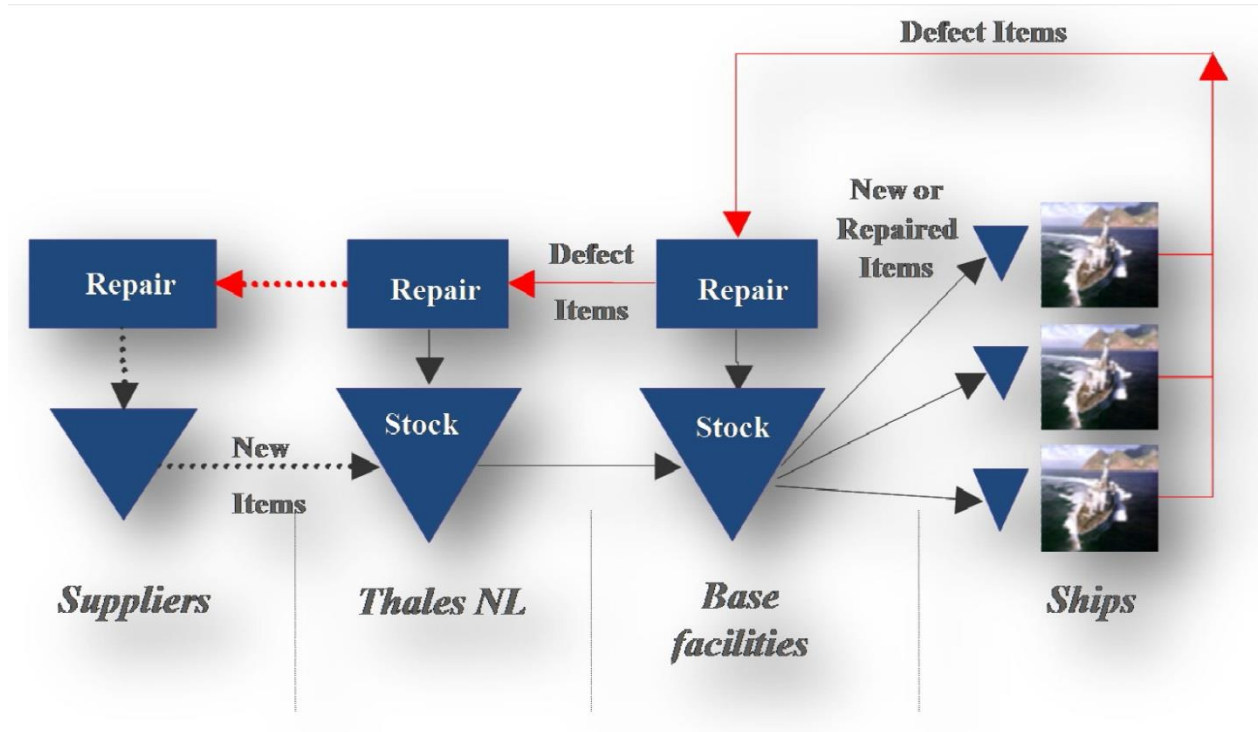 Defect Items
New or
Repaired
Items
Repair
Repair
Defect
Items
Repair
Stock
Stock
New
Items
Suppliers
Thales NL
Base
facilities
Ships